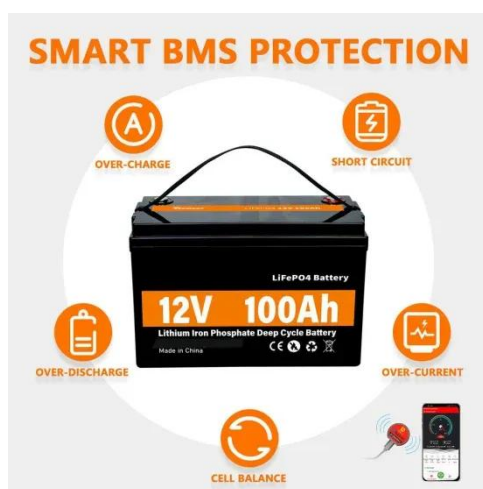 SMART BMS PROTECTION
OVER-CHARGE
SHORT CIRCUIT
LiFePO4 Battery
12V 100Ah
Lithium Iron Phosphate Deep Cycle Battery
Made in China
CE
OVER-DISCHARGE
OVER-CURRENT
CELL BALANCE